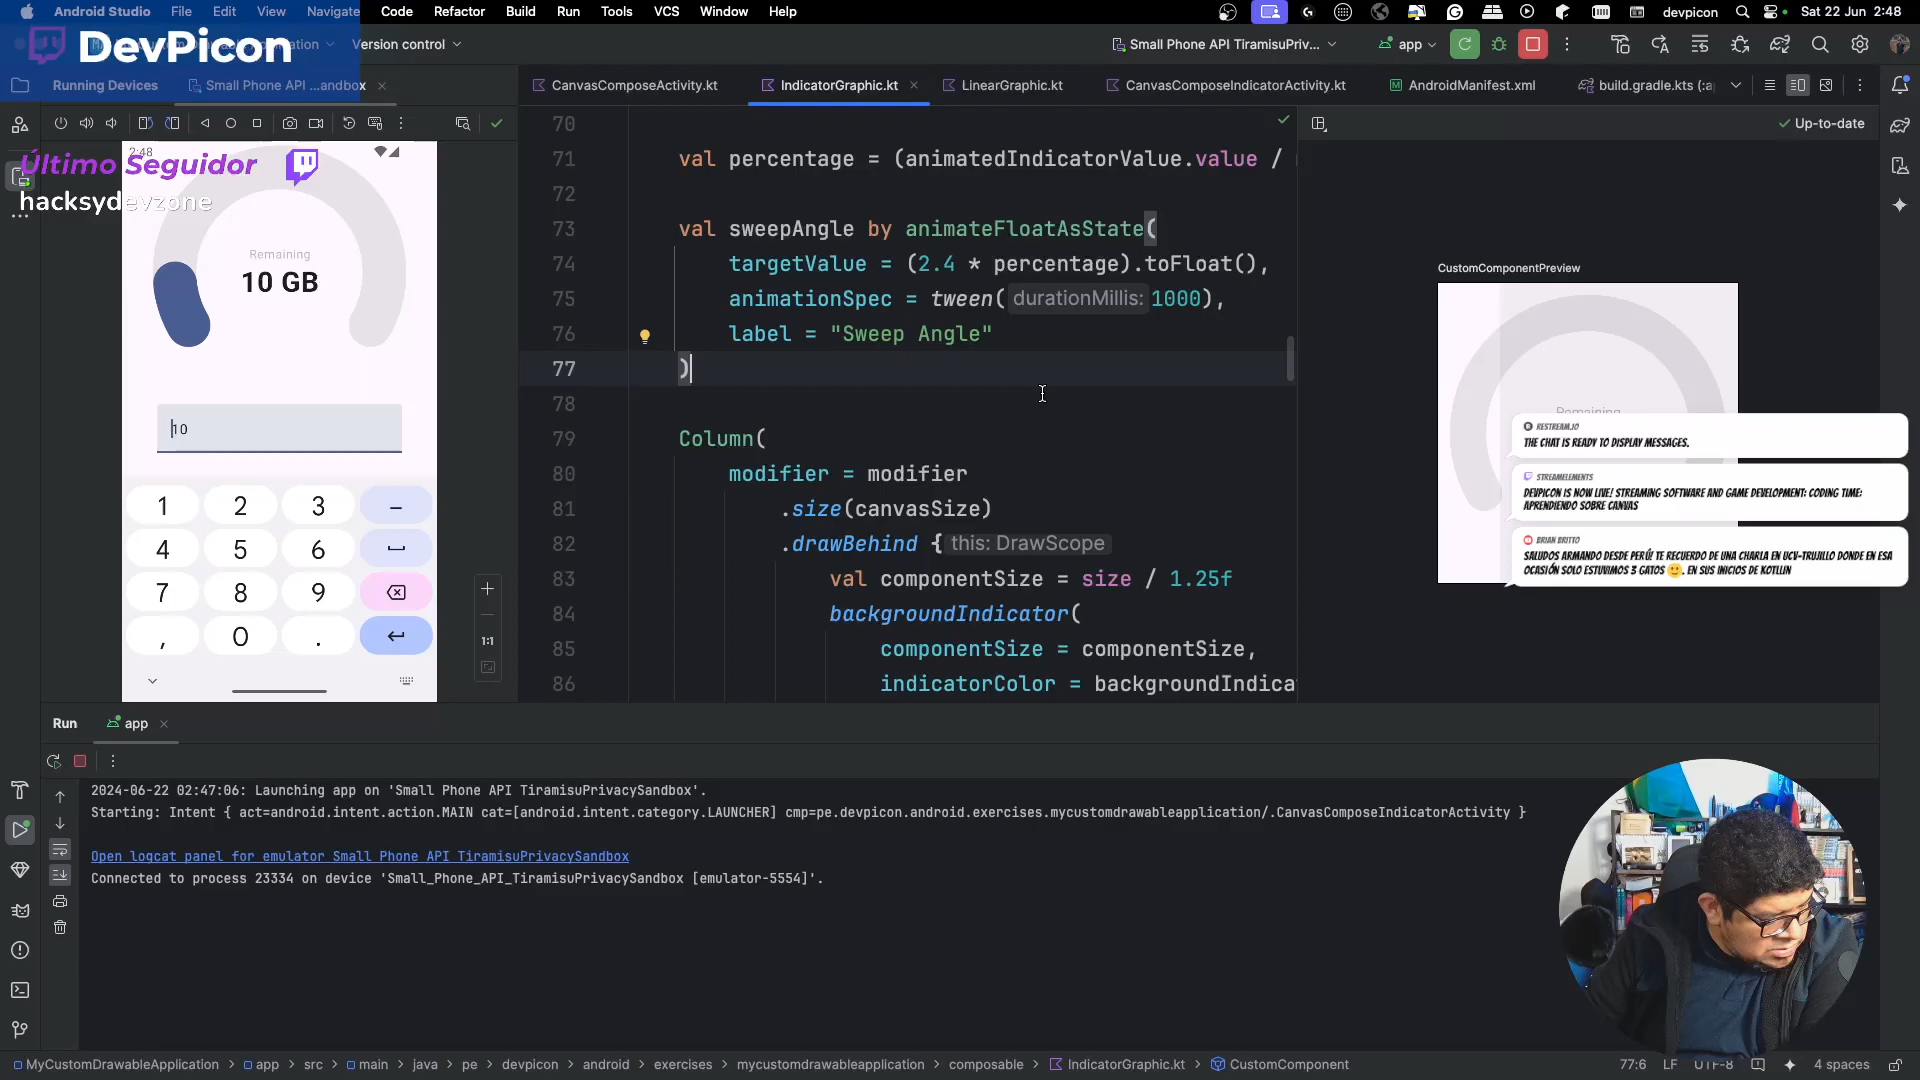 Android Studio File Edit View Navigate Code Refactor Build Run Tools VCS Window Help
devpicon Sat 22 Jun 2:48
DevPicon
Version control
Small Phone API TiramisuPriv...
app
Running Devices
Small Phone API ...andbox
CanvasComposeActivity.kt
IndicatorGraphic.kt
LinearGraphic.kt
CanvasComposeIndicatorActivity.kt
AndroidManifest.xml
build.gradle.kts (:a
2:48
Último Seguidor
hacksydevzone
Remaining
10 GB
10
1 2 3 –
4 5 6
7 8 9
, 0 .
1:1
70
71 val percentage = (animatedIndicatorValue.value /
72
73 val sweepAngle by animateFloatAsState(
74 targetValue = (2.4 * percentage).toFloat(),
75 animationSpec = tween( durationMillis: 1000),
76 label = "Sweep Angle"
77 )
78
79 Column(
80 modifier = modifier
81 .size(canvasSize)
82 .drawBehind { this: DrawScope
83 val componentSize = size / 1.25f
84 backgroundIndicator(
85 componentSize = componentSize,
86 indicatorColor = backgroundIndica
Up-to-date
CustomComponentPreview
Remaining
RESTREAM.IO
THE CHAT IS READY TO DISPLAY MESSAGES.
STREAMELEMENTS
DEVPICON IS NOW LIVE! STREAMING SOFTWARE AND GAME DEVELOPMENT: CODING TIME:
APRENDIENDO SOBRE CANVAS
BRIAN BRITTO
SALUDOS ARMANDO DESDE PERÚ! TE RECUERDO DE UNA CHARLA EN UCV-TRUJILLO DONDE EN ESA
OCASIÓN SOLO ESTUVIMOS 3 GATOS 🙂. EN SUS INICIOS DE KOTLIN
Run app
2024-06-22 02:47:06: Launching app on 'Small Phone API TiramisuPrivacySandbox'.
Starting: Intent { act=android.intent.action.MAIN cat=[android.intent.category.LAUNCHER] cmp=pe.devpicon.android.exercises.mycustomdrawableapplication/.CanvasComposeIndicatorActivity }
Open logcat panel for emulator Small Phone API TiramisuPrivacySandbox
Connected to process 23334 on device 'Small_Phone_API_TiramisuPrivacySandbox [emulator-5554]'.
MyCustomDrawableApplication > app > src > main > java > pe > devpicon > android > exercises > mycustomdrawableapplication > composable > IndicatorGraphic.kt > CustomComponent
77:6 LF UTF-8 4 spaces